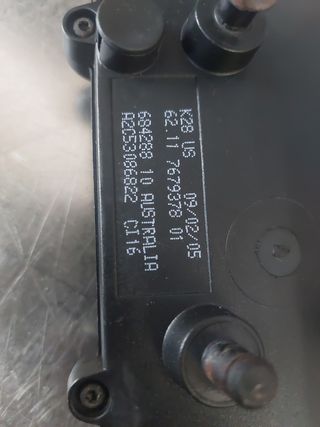 K28 US 09/02/05
62.11 7679378 01
684288 10 AUSTRALIA
A2C53086822 CI16